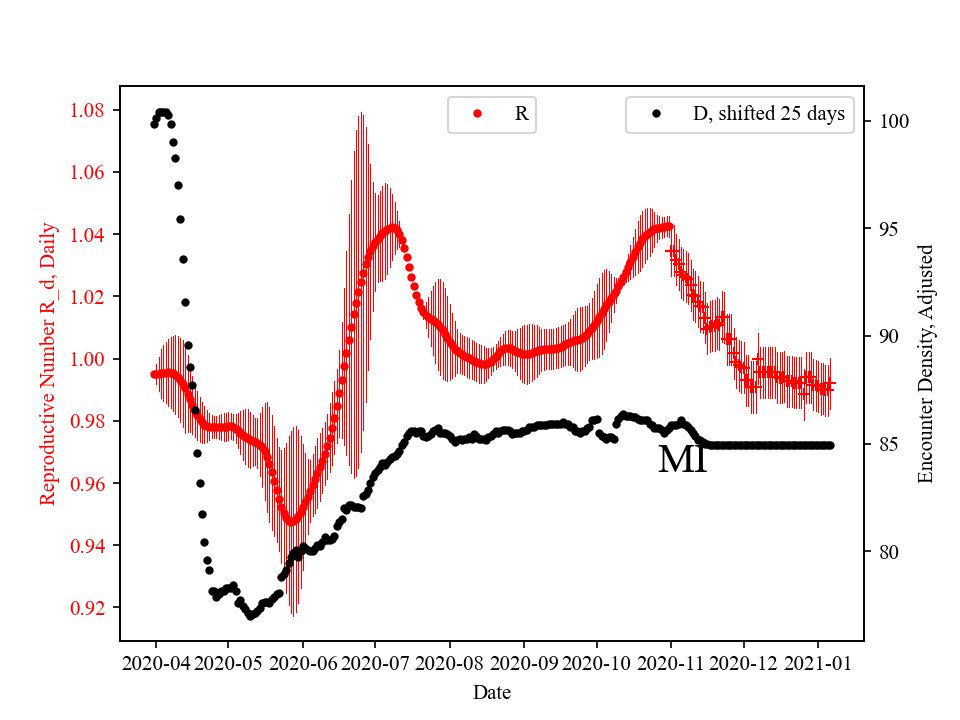 R
D, shifted 25 days
1.08
1.06
1.04
1.02
1.00
0.98
0.96
0.94
0.92
Reproductive Number R_d, Daily
100
95
90
85
80
Encounter Density, Adjusted
MI
2020-04 2020-05 2020-06 2020-07 2020-08 2020-09 2020-10 2020-11 2020-12 2021-01
Date